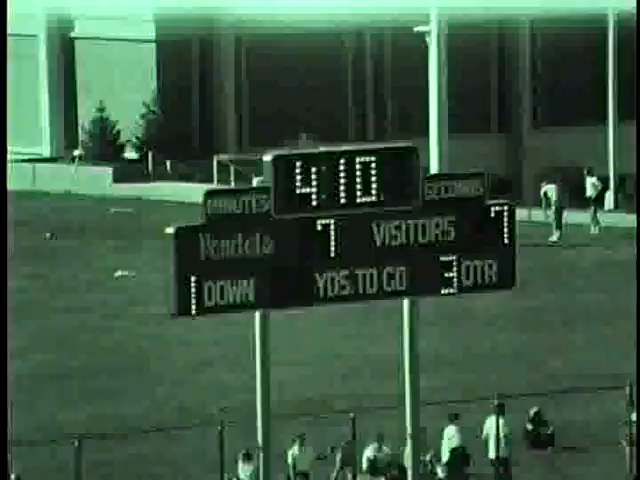 MINUTES 4:10 SECONDS
7 VISITORS 7
1 DOWN YDS. TO GO 3 QTR